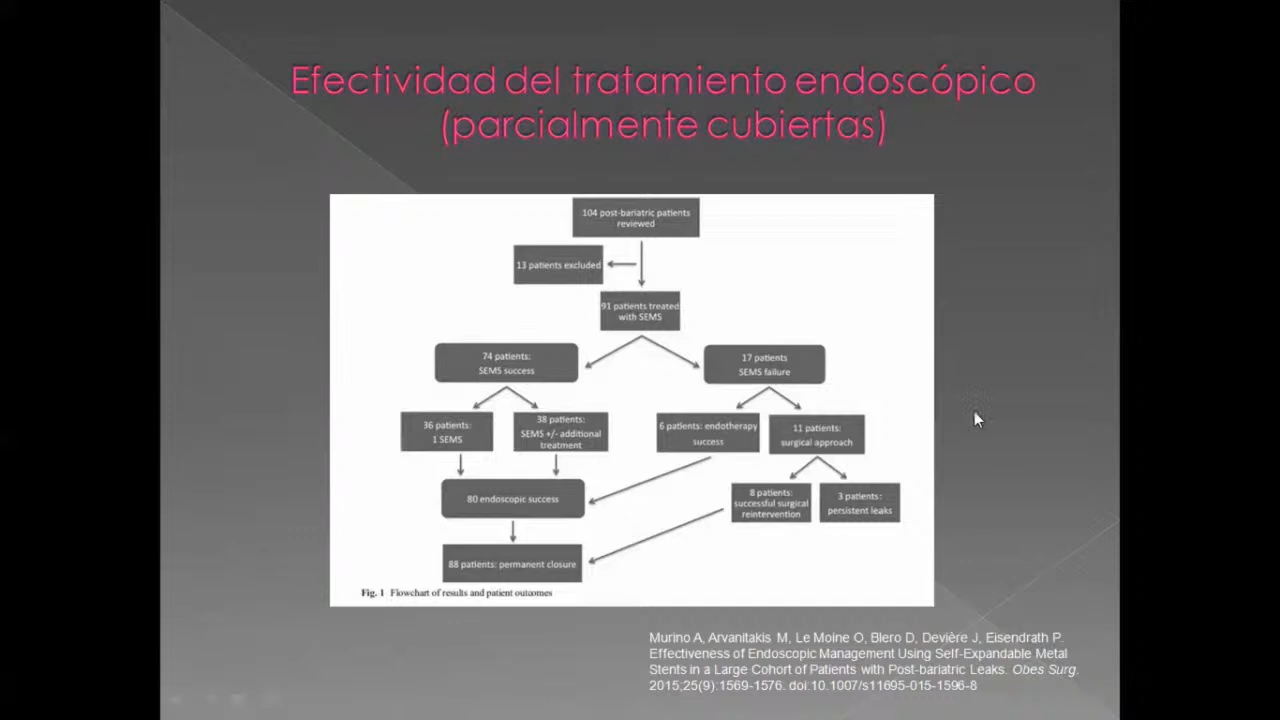 Efectividad del tratamiento endoscópico
(parcialmente cubiertas)
104 post-bariatric patients
reviewed
13 patients excluded
91 patients treated
with SEMS
74 patients:
SEMS success
17 patients
SEMS failure
36 patients:
1 SEMS
38 patients:
SEMS +/- additional
treatment
6 patients: endotherapy
success
11 patients:
surgical approach
80 endoscopic success
8 patients:
successful surgical
reintervention
3 patients:
persistent leaks
88 patients: permanent closure
Fig. 1 Flowchart of results and patient outcomes
Murino A, Arvanitakis M, Le Moine O, Blero D, Devière J, Eisendrath P.
Effectiveness of Endoscopic Management Using Self-Expandable Metal
Stents in a Large Cohort of Patients with Post-bariatric Leaks. Obes Surg.
2015;25(9):1569-1576. doi:10.1007/s11695-015-1596-8